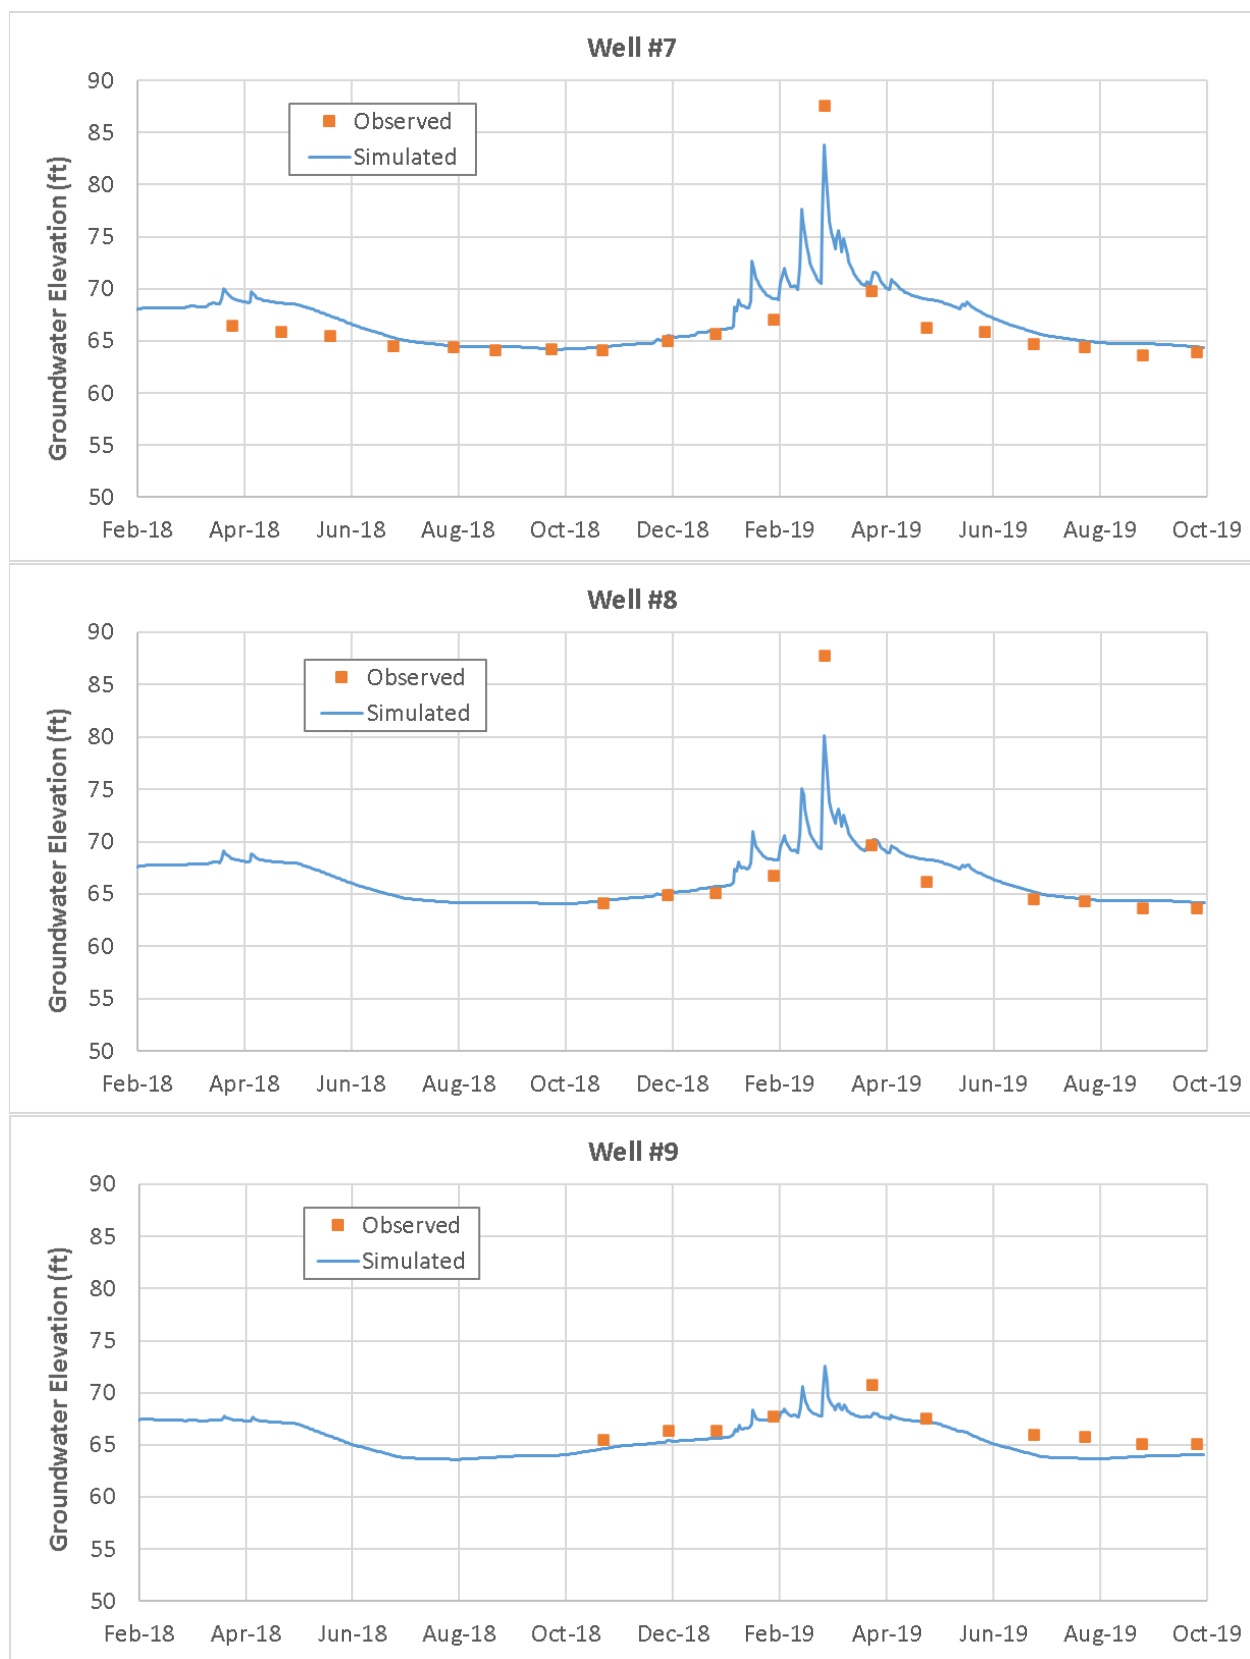 Well #7
Groundwater Elevation (ft)
90
85
80
75
70
65
60
55
50
Observed
Simulated
Feb-18 Apr-18 Jun-18 Aug-18 Oct-18 Dec-18 Feb-19 Apr-19 Jun-19 Aug-19 Oct-19
Well #8
Groundwater Elevation (ft)
90
85
80
75
70
65
60
55
50
Observed
Simulated
Feb-18 Apr-18 Jun-18 Aug-18 Oct-18 Dec-18 Feb-19 Apr-19 Jun-19 Aug-19 Oct-19
Well #9
Groundwater Elevation (ft)
90
85
80
75
70
65
60
55
50
Observed
Simulated
Feb-18 Apr-18 Jun-18 Aug-18 Oct-18 Dec-18 Feb-19 Apr-19 Jun-19 Aug-19 Oct-19